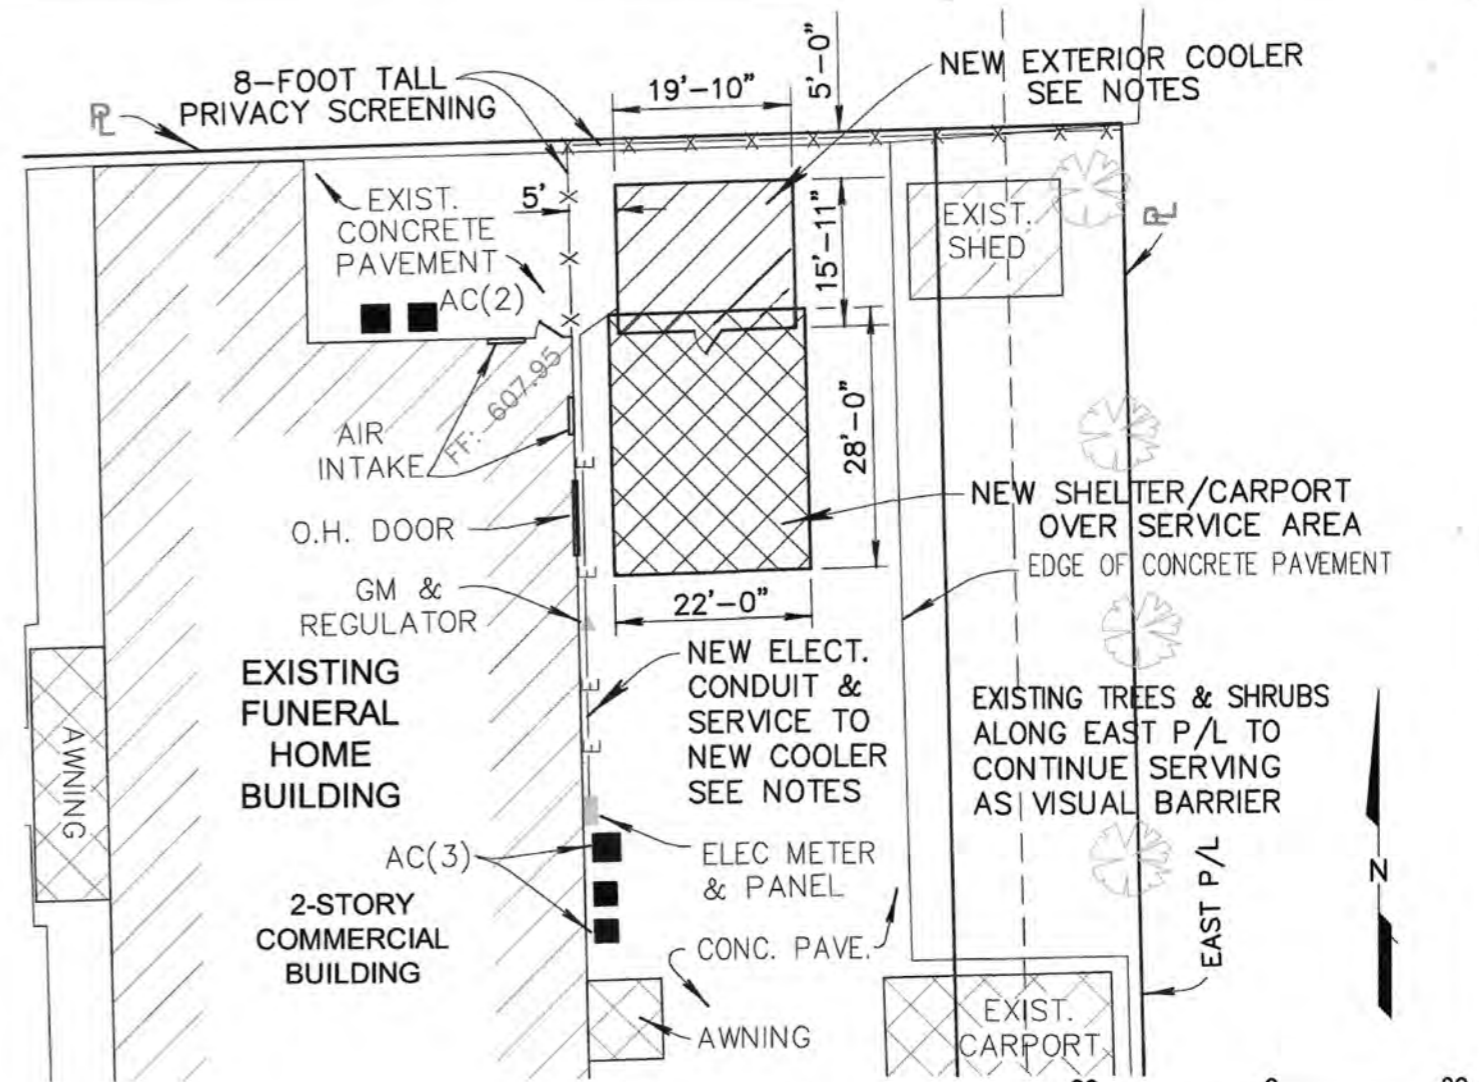 8-FOOT TALL
PRIVACY SCREENING
19'-10"
5'-0"
NEW EXTERIOR COOLER
SEE NOTES
PL
EXIST.
CONCRETE
PAVEMENT
5'
AC(2)
15'-11"
EXIST.
SHED
PL
FF: 607.95
AIR
INTAKE
28'-0"
E
O.H. DOOR
NEW SHELTER/CARPORT
OVER SERVICE AREA
EDGE OF CONCRETE PAVEMENT
E
GM &
REGULATOR
22'-0"
EXISTING
FUNERAL
HOME
BUILDING
E
E
NEW ELECT.
CONDUIT &
SERVICE TO
NEW COOLER
SEE NOTES
EXISTING TREES & SHRUBS
ALONG EAST P/L TO
CONTINUE SERVING
AS VISUAL BARRIER
AWNING
AC(3)
ELEC METER
& PANEL
EAST P/L
N
2-STORY
COMMERCIAL
BUILDING
CONC. PAVE.
AWNING
EXIST.
CARPORT